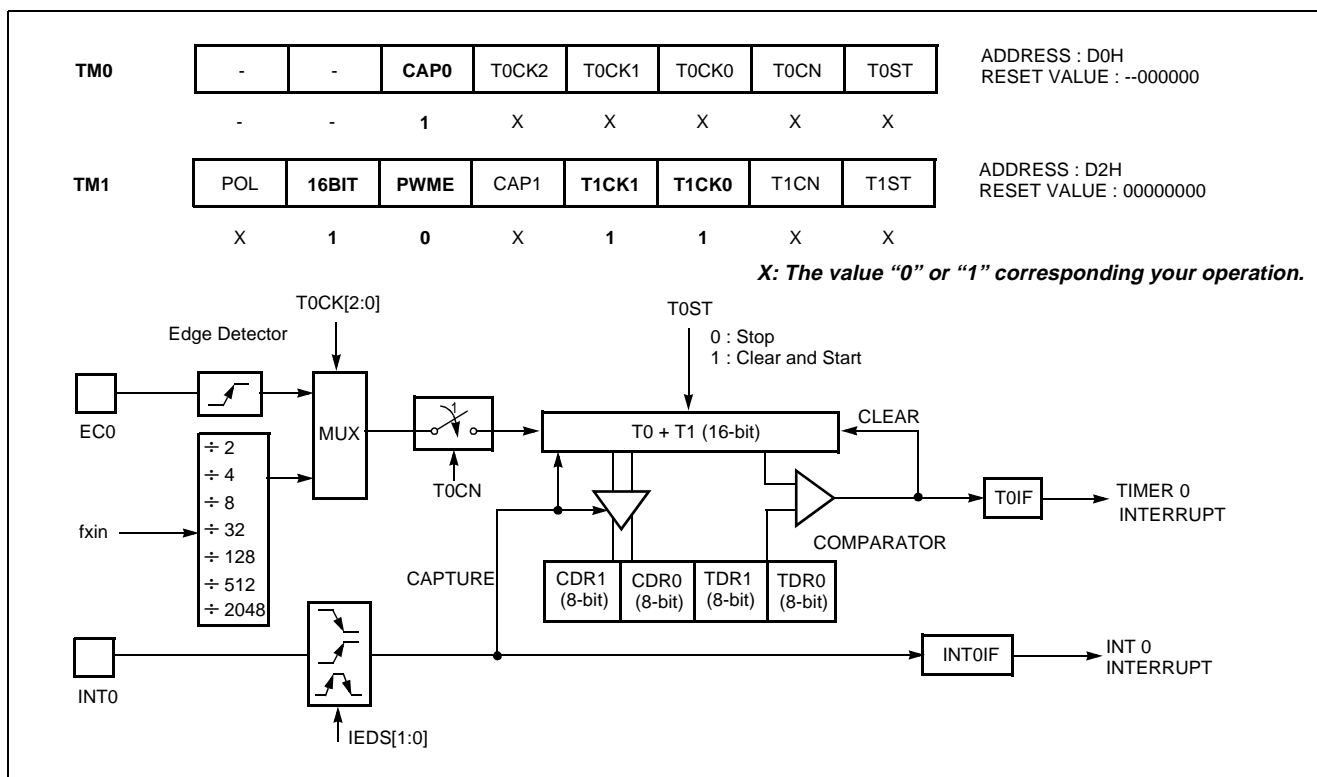 TM0 - - CAP0 T0CK2 T0CK1 T0CK0 T0CN T0ST ADDRESS : D0H
RESET VALUE : --000000
- - 1 X X X X X
TM1 POL 16BIT PWME CAP1 T1CK1 T1CK0 T1CN T1ST ADDRESS : D2H
RESET VALUE : 00000000
X 1 0 X 1 1 X X
X: The value “0” or “1” corresponding your operation.
T0CK[2:0]
Edge Detector
T0ST
0 : Stop
1 : Clear and Start
EC0
MUX
1
T0CN
T0 + T1 (16-bit)
CLEAR
T0IF
TIMER 0
INTERRUPT
COMPARATOR
fxin
÷ 2
÷ 4
÷ 8
÷ 32
÷ 128
÷ 512
÷ 2048
CAPTURE
CDR1 CDR0 TDR1 TDR0
(8-bit) (8-bit) (8-bit) (8-bit)
INT0
IEDS[1:0]
INT0IF
INT 0
INTERRUPT